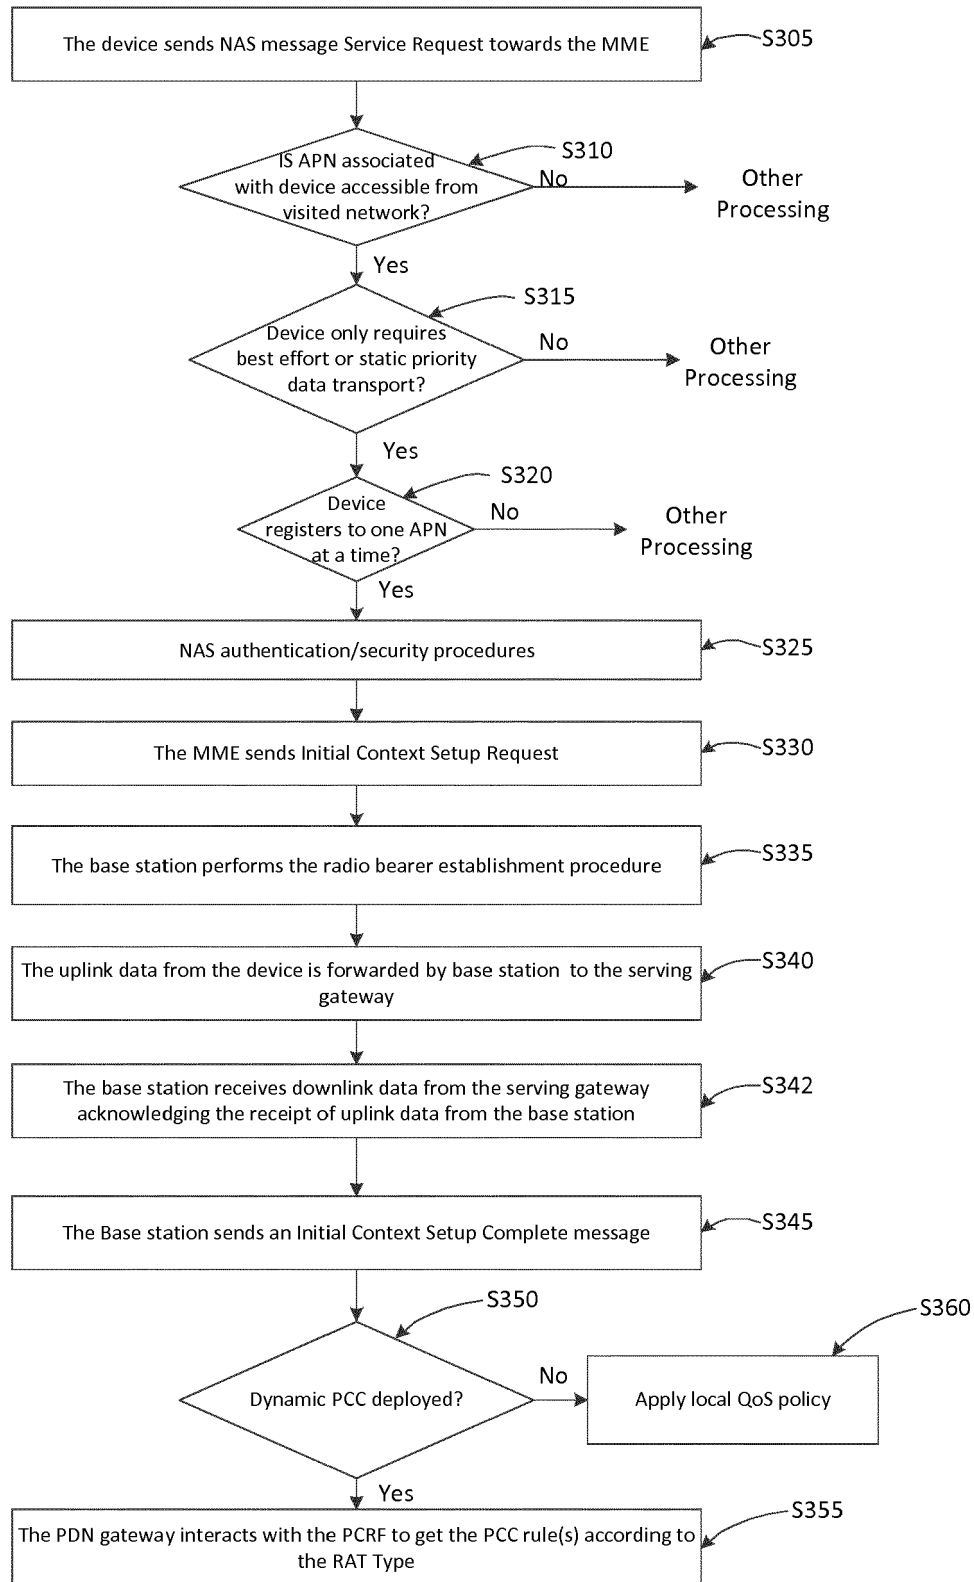 The device sends NAS message Service Request towards the MME
S305
S310
IS APN associated
with device accessible from
visited network?
No
Other
Processing
Yes
S315
Device only requires
best effort or static priority
data transport?
No
Other
Processing
Yes
S320
Device
registers to one APN
at a time?
No
Other
Processing
Yes
NAS authentication/security procedures
S325
The MME sends Initial Context Setup Request
S330
The base station performs the radio bearer establishment procedure
S335
The uplink data from the device is forwarded by base station to the serving
gateway
S340
The base station receives downlink data from the serving gateway
acknowledging the receipt of uplink data from the base station
S342
The Base station sends an Initial Context Setup Complete message
S345
S350
Dynamic PCC deployed?
No
S360
Apply local QoS policy
Yes
The PDN gateway interacts with the PCRF to get the PCC rule(s) according to
the RAT Type
S355